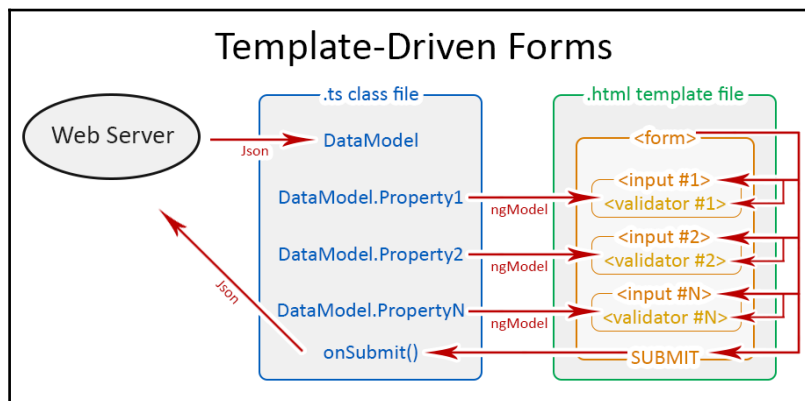 Template-Driven Forms
.ts class file
.html template file
Web Server
Json
DataModel
<form>
DataModel.Property1
ngModel
<input #1>
<validator #1>
DataModel.Property2
ngModel
<input #2>
<validator #2>
Json
DataModel.PropertyN
ngModel
<input #N>
<validator #N>
onSubmit()
SUBMIT